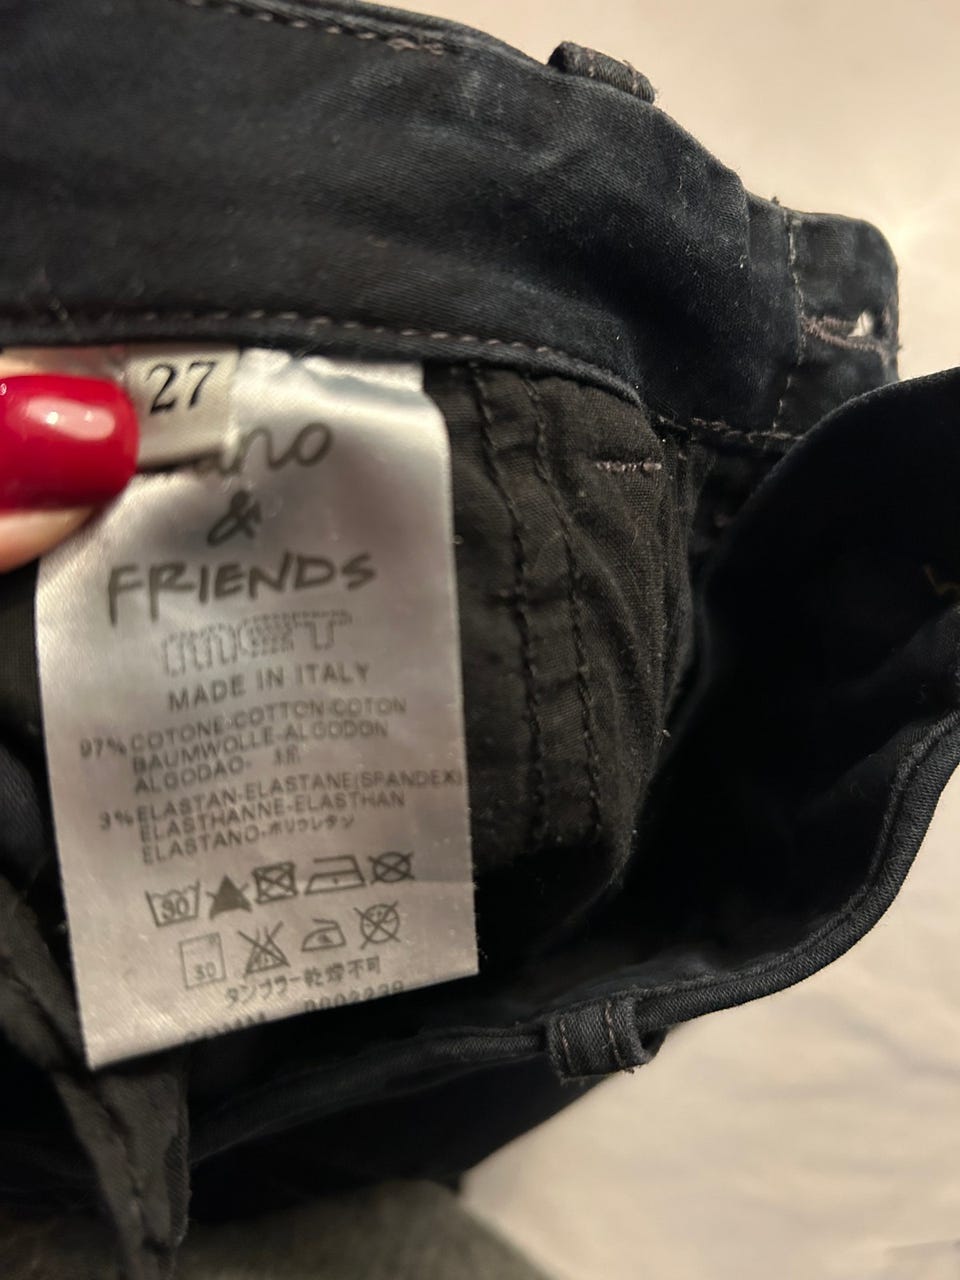 27
&
FRIENDS
met
MADE IN ITALY
97% COTONE-COTTON-COTON
BAUMWOLLE-ALGODON
ALGODAO-
3% ELASTAN-ELASTANE(SPANDEX)
ELASTHANNE-ELASTHAN
ELASTANO-ポリウレタン
30
30
タンブラー乾燥不可